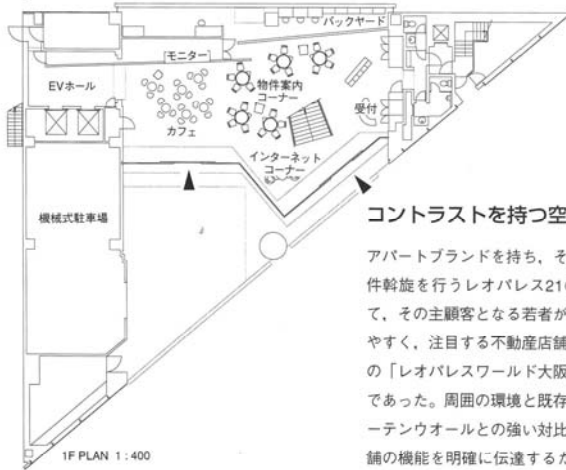 バックヤード
モニター
EVホール
物件案内
コーナー
カフェ
受付
インターネット
コーナー
機械式駐車場
1F PLAN 1:400
コントラストを持つ空
アパートブランドを持ち，そ
件斡旋を行うレオパレス21に
て，その主顧客となる若者が
やすく，注目する不動産店舗
の「レオパレスワールド大阪
であった。周囲の環境と既存
ーテンウオールとの強い対比
舗の機能を明確に伝達するた